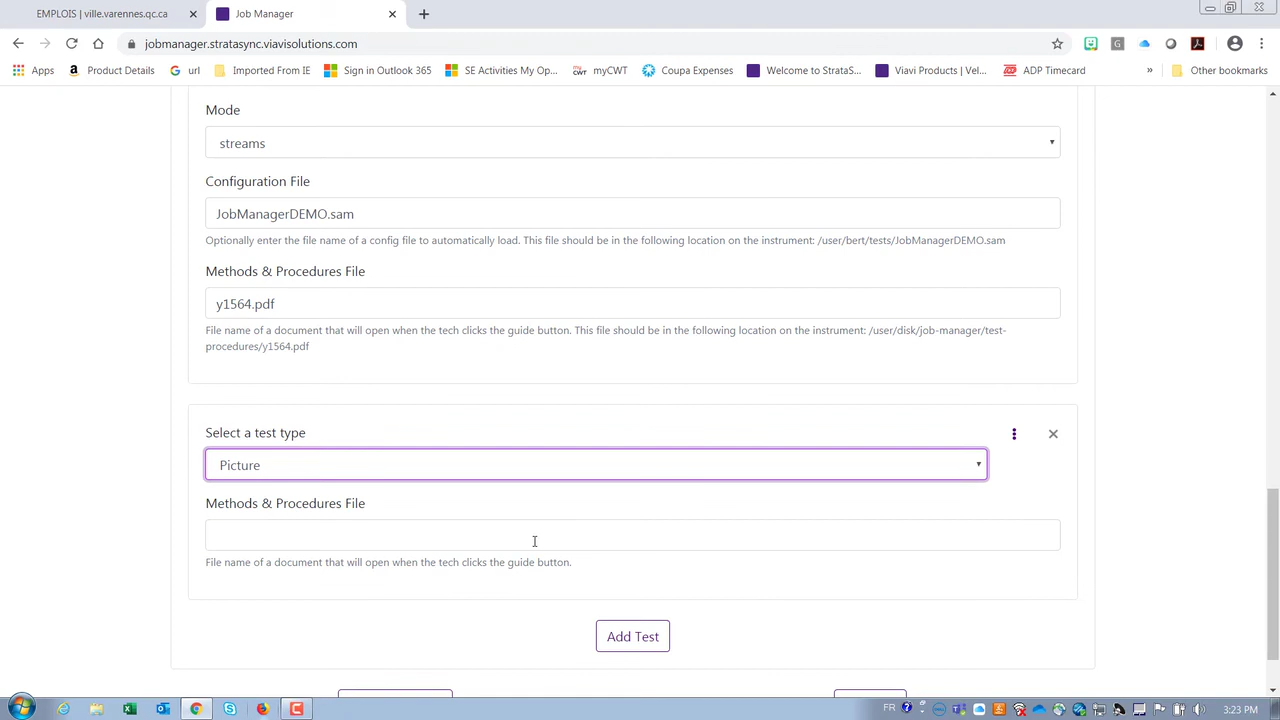 EMPLOIS | ville.varennes.qc.ca
Job Manager
jobmanager.stratasync.viavisolutions.com
Apps
Product Details
url
Imported From IE
Sign in Outlook 365
SE Activities My Op...
myCWT
Coupa Expenses
Welcome to StrataS...
Viavi Products | Vel...
ADP Timecard
»
Other bookmarks
Mode
streams
Configuration File
JobManagerDEMO.sam
Optionally enter the file name of a config file to automatically load. This file should be in the following location on the instrument: /user/bert/tests/JobManagerDEMO.sam
Methods & Procedures File
y1564.pdf
File name of a document that will open when the tech clicks the guide button. This file should be in the following location on the instrument: /user/disk/job-manager/test-
procedures/y1564.pdf
Select a test type
Picture
Methods & Procedures File
File name of a document that will open when the tech clicks the guide button.
Add Test
FR
3:23 PM